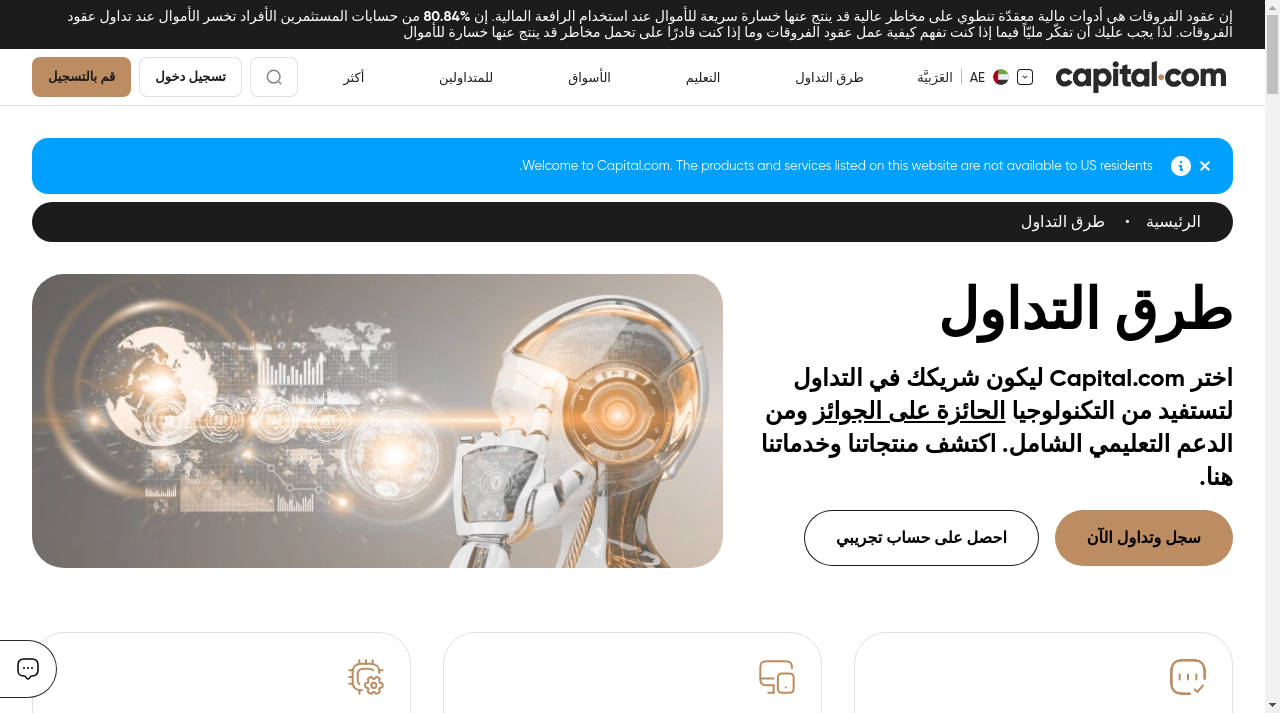 إن عقود الفروقات هي أدوات مالية معقدّة تنطوي على مخاطر عالية قد ينتج عنها خسارة سريعة للأموال عند استخدام الرافعة المالية. إن 80.84% من حسابات المستثمرين الأفراد تخسر الأموال عند تداول عقود
الفروقات. لذا يجب عليك أن تفكّر مليّاً فيما إذا كنت تفهم كيفية عمل عقود الفروقات وما إذا كنت قادرًا على تحمل مخاطر قد ينتج عنها خسارة للأموال
capital.com
AE العَرَبيَّة
طرق التداول
التعليم
الأسواق
للمتداولين
أكثر
تسجيل دخول
قم بالتسجيل
Welcome to Capital.com. The products and services listed on this website are not available to US residents.
الرئيسية • طرق التداول
طرق التداول
اختر Capital.com ليكون شريكك في التداول
لتستفيد من التكنولوجيا الحائزة على الجوائز ومن
الدعم التعليمي الشامل. اكتشف منتجاتنا وخدماتنا
هنا.
سجل وتداول الآن
احصل على حساب تجريبي